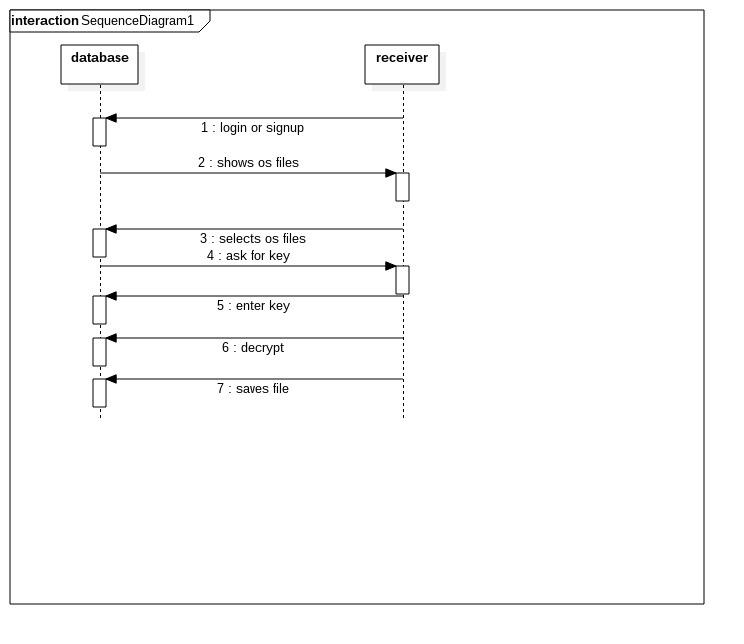 interaction SequenceDiagram1
database
receiver
1 : login or signup
2 : shows os files
3 : selects os files
4 : ask for key
5 : enter key
6 : decrypt
7 : saves file